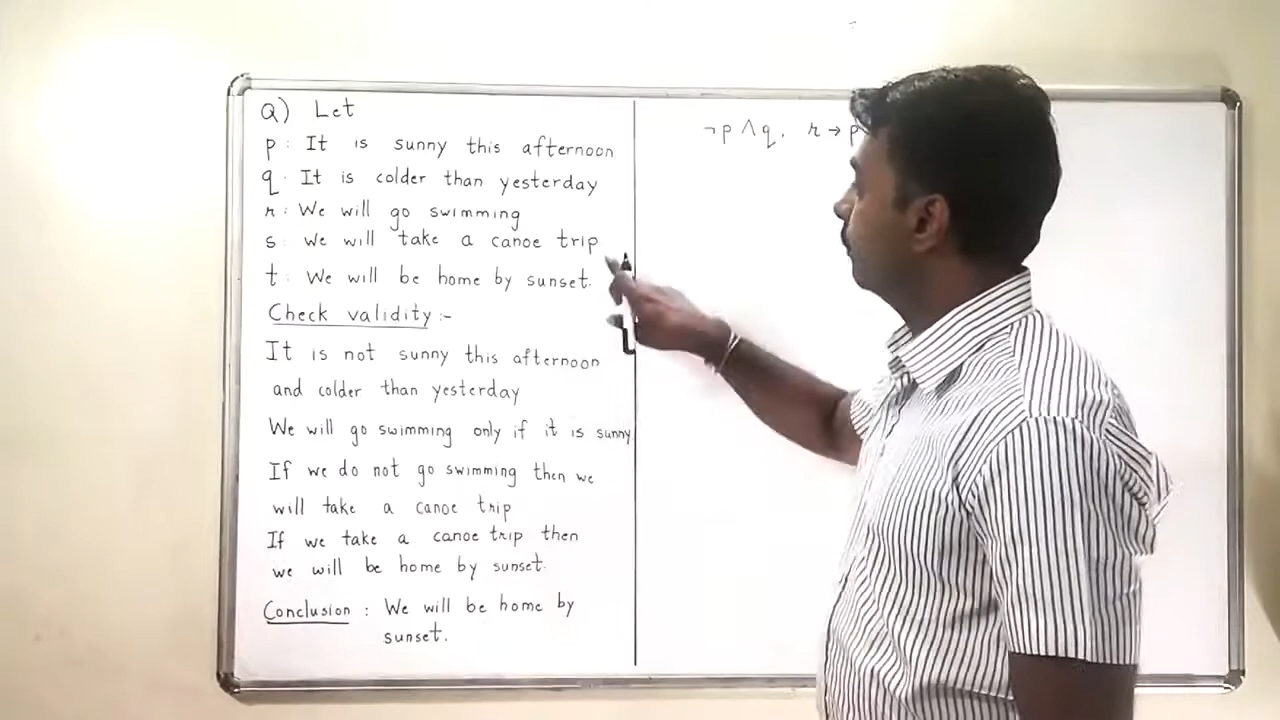 Q) Let
p: It is sunny this afternoon
q. It is colder than yesterday
r: We will go swimming
s: We will take a canoe trip
t: We will be home by sunset.
Check validity:-
It is not sunny this afternoon
and colder than yesterday
We will go swimming only if it is sunny
If we do not go swimming then we
will take a canoe trip
If we take a canoe trip then
we will be home by sunset.
Conclusion : We will be home by
sunset.
¬p ∧ q, r → p